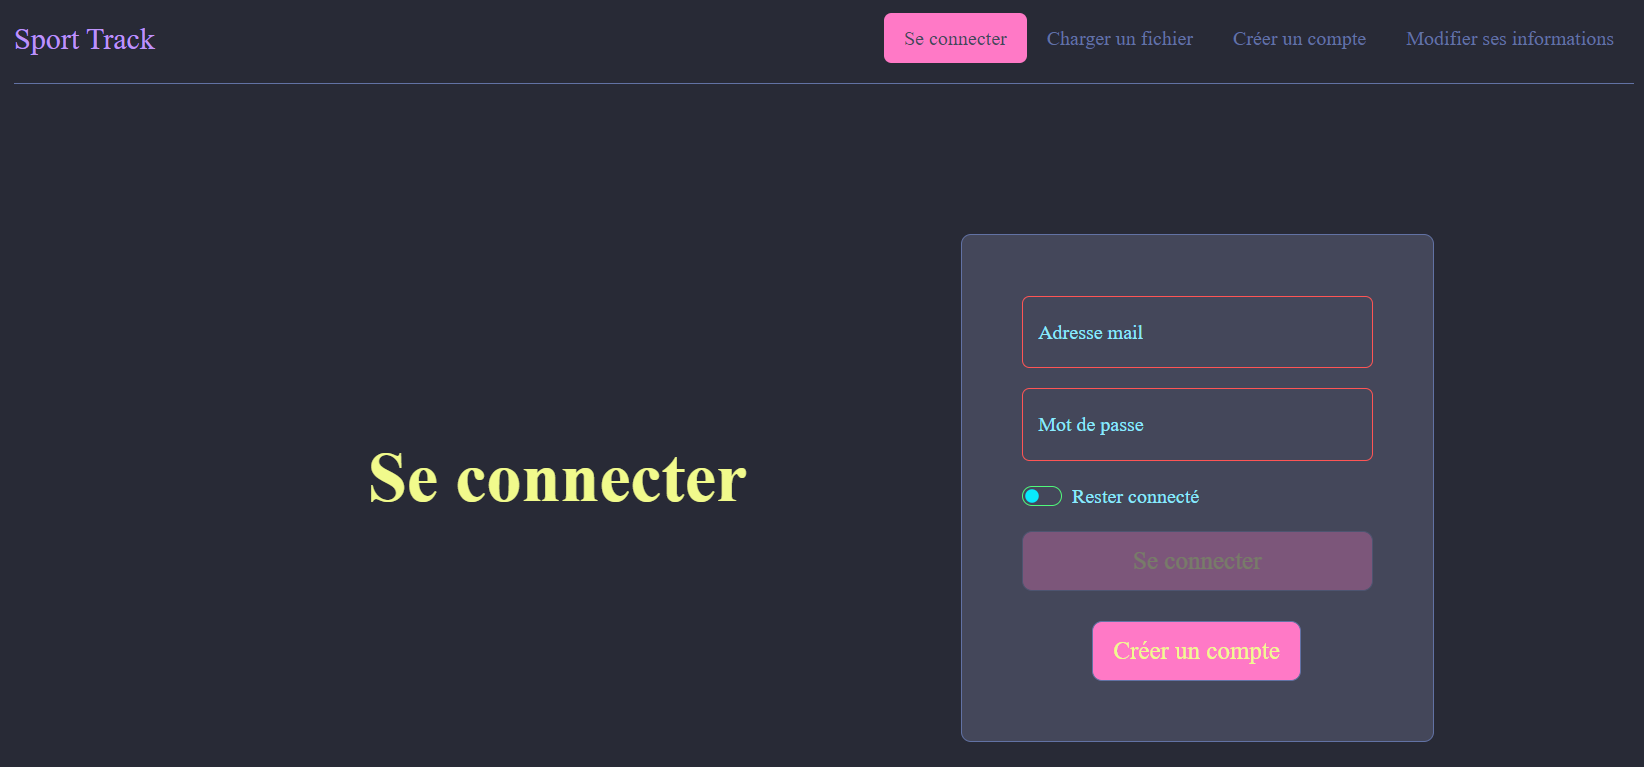 Sport Track
Se connecter
Charger un fichier
Créer un compte
Modifier ses informations
Se connecter
Adresse mail
Mot de passe
Rester connecté
Se connecter
Créer un compte